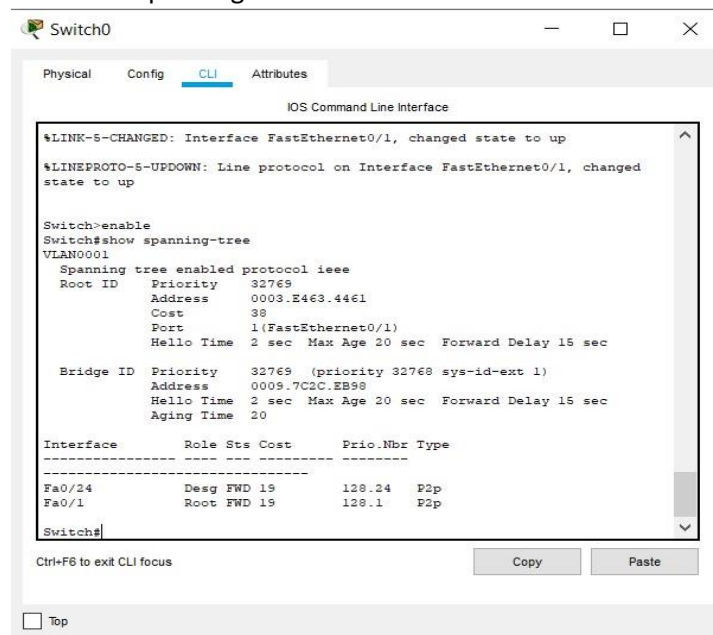 Switch0
Physical Config CLI Attributes
IOS Command Line Interface
%LINK-5-CHANGED: Interface FastEthernet0/1, changed state to up
%LINEPROTO-5-UPDOWN: Line protocol on Interface FastEthernet0/1, changed
state to up
Switch>enable
Switch#show spanning-tree
VLAN0001
Spanning tree enabled protocol ieee
Root ID Priority 32769
Address 0003.E463.4461
Cost 38
Port 1(FastEthernet0/1)
Hello Time 2 sec Max Age 20 sec Forward Delay 15 sec
Bridge ID Priority 32769 (priority 32768 sys-id-ext 1)
Address 0009.7C2C.EB98
Hello Time 2 sec Max Age 20 sec Forward Delay 15 sec
Aging Time 20
Interface Role Sts Cost Prio.Nbr Type
---------------- ---- --- --------- --------
--------------------------------
Fa0/24 Desg FWD 19 128.24 P2p
Fa0/1 Root FWD 19 128.1 P2p
Switch#
Ctrl+F6 to exit CLI focus
Copy Paste
Top